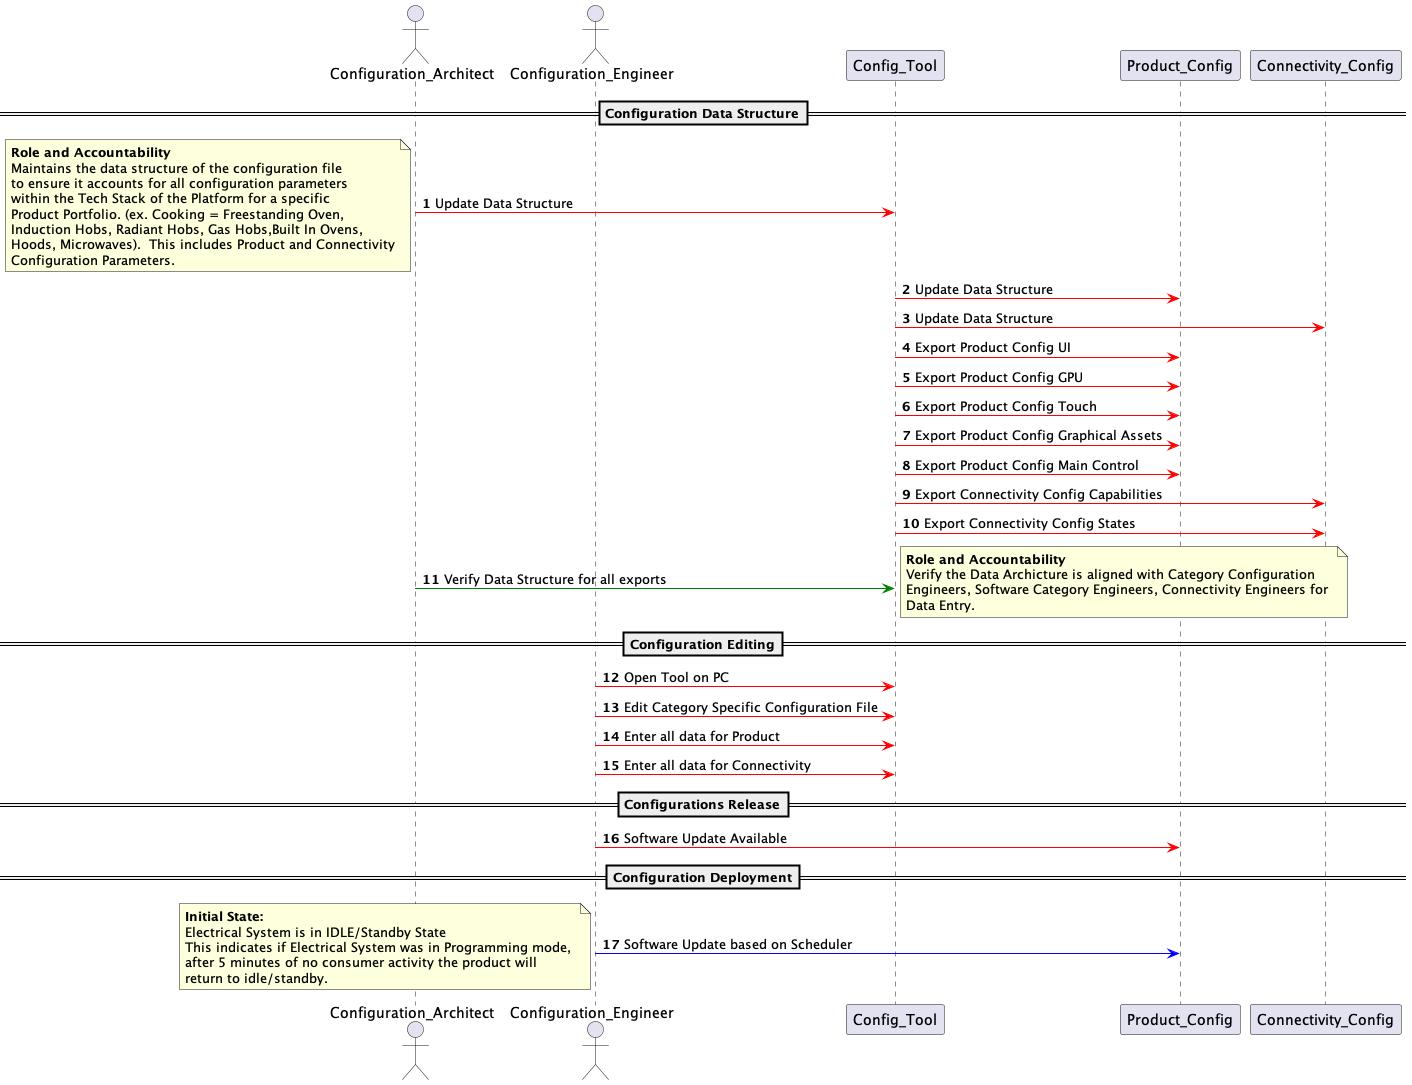 Configuration_Architect
Configuration_Engineer
Config_Tool
Product_Config
Connectivity_Config
Configuration Data Structure
Role and Accountability
Maintains the data structure of the configuration file
to ensure it accounts for all configuration parameters
within the Tech Stack of the Platform for a specific
Product Portfolio. (ex. Cooking = Freestanding Oven,
Induction Hobs, Radiant Hobs, Gas Hobs,Built In Ovens,
Hoods, Microwaves).  This includes Product and Connectivity
Configuration Parameters.
1 Update Data Structure
2 Update Data Structure
3 Update Data Structure
4 Export Product Config UI
5 Export Product Config GPU
6 Export Product Config Touch
7 Export Product Config Graphical Assets
8 Export Product Config Main Control
9 Export Connectivity Config Capabilities
10 Export Connectivity Config States
11 Verify Data Structure for all exports
Role and Accountability
Verify the Data Archicture is aligned with Category Configuration
Engineers, Software Category Engineers, Connectivity Engineers for
Data Entry.
Configuration Editing
12 Open Tool on PC
13 Edit Category Specific Configuration File
14 Enter all data for Product
15 Enter all data for Connectivity
Configurations Release
16 Software Update Available
Configuration Deployment
Initial State:
Electrical System is in IDLE/Standby State
This indicates if Electrical System was in Programming mode,
after 5 minutes of no consumer activity the product will
return to idle/standby.
17 Software Update based on Scheduler
Configuration_Architect
Configuration_Engineer
Config_Tool
Product_Config
Connectivity_Config